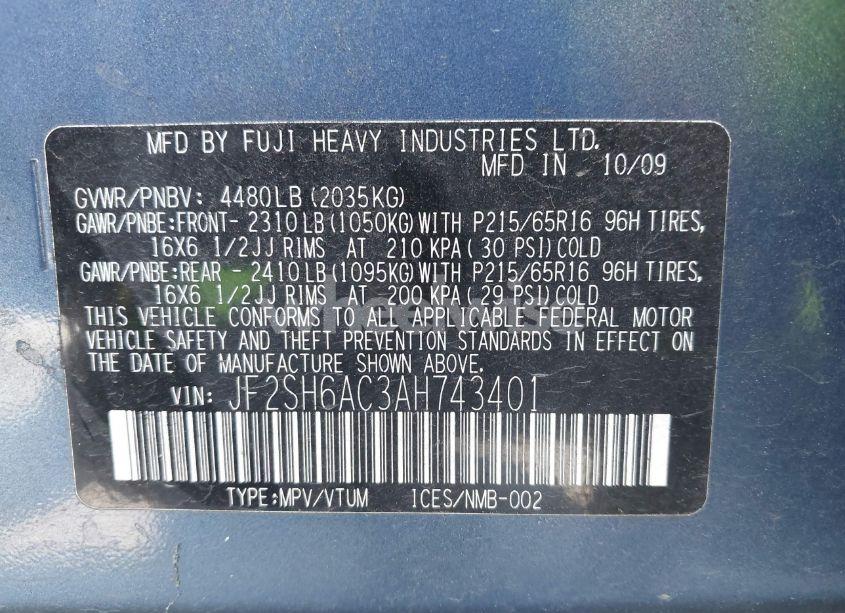 MFD BY FUJI HEAVY INDUSTRIES LTD.
MFD IN 10/09
GVWR/PNBV: 4480LB (2035KG)
GAWR/PNBE:FRONT- 2310 LB (1050KG) WITH P215/65R16 96H TIRES,
16X6 1/2JJ RIMS AT 210 KPA ( 30 PSI) COLD
GAWR/PNBE:REAR - 2410 LB (1095KG) WITH P215/65R16 96H TIRES,
16X6 1/2JJ RIMS AT 200 KPA (29 PSI) COLD
THIS VEHICLE CONFORMS TO ALL APPLICABLE FEDERAL MOTOR
VEHICLE SAFETY AND THEFT PREVENTION STANDARDS IN EFFECT ON
THE DATE OF MANUFACTURE SHOWN ABOVE.
VIN: JF2SH6AC3AH743401
TYPE:MPV/VTUM ICES/NMB-002